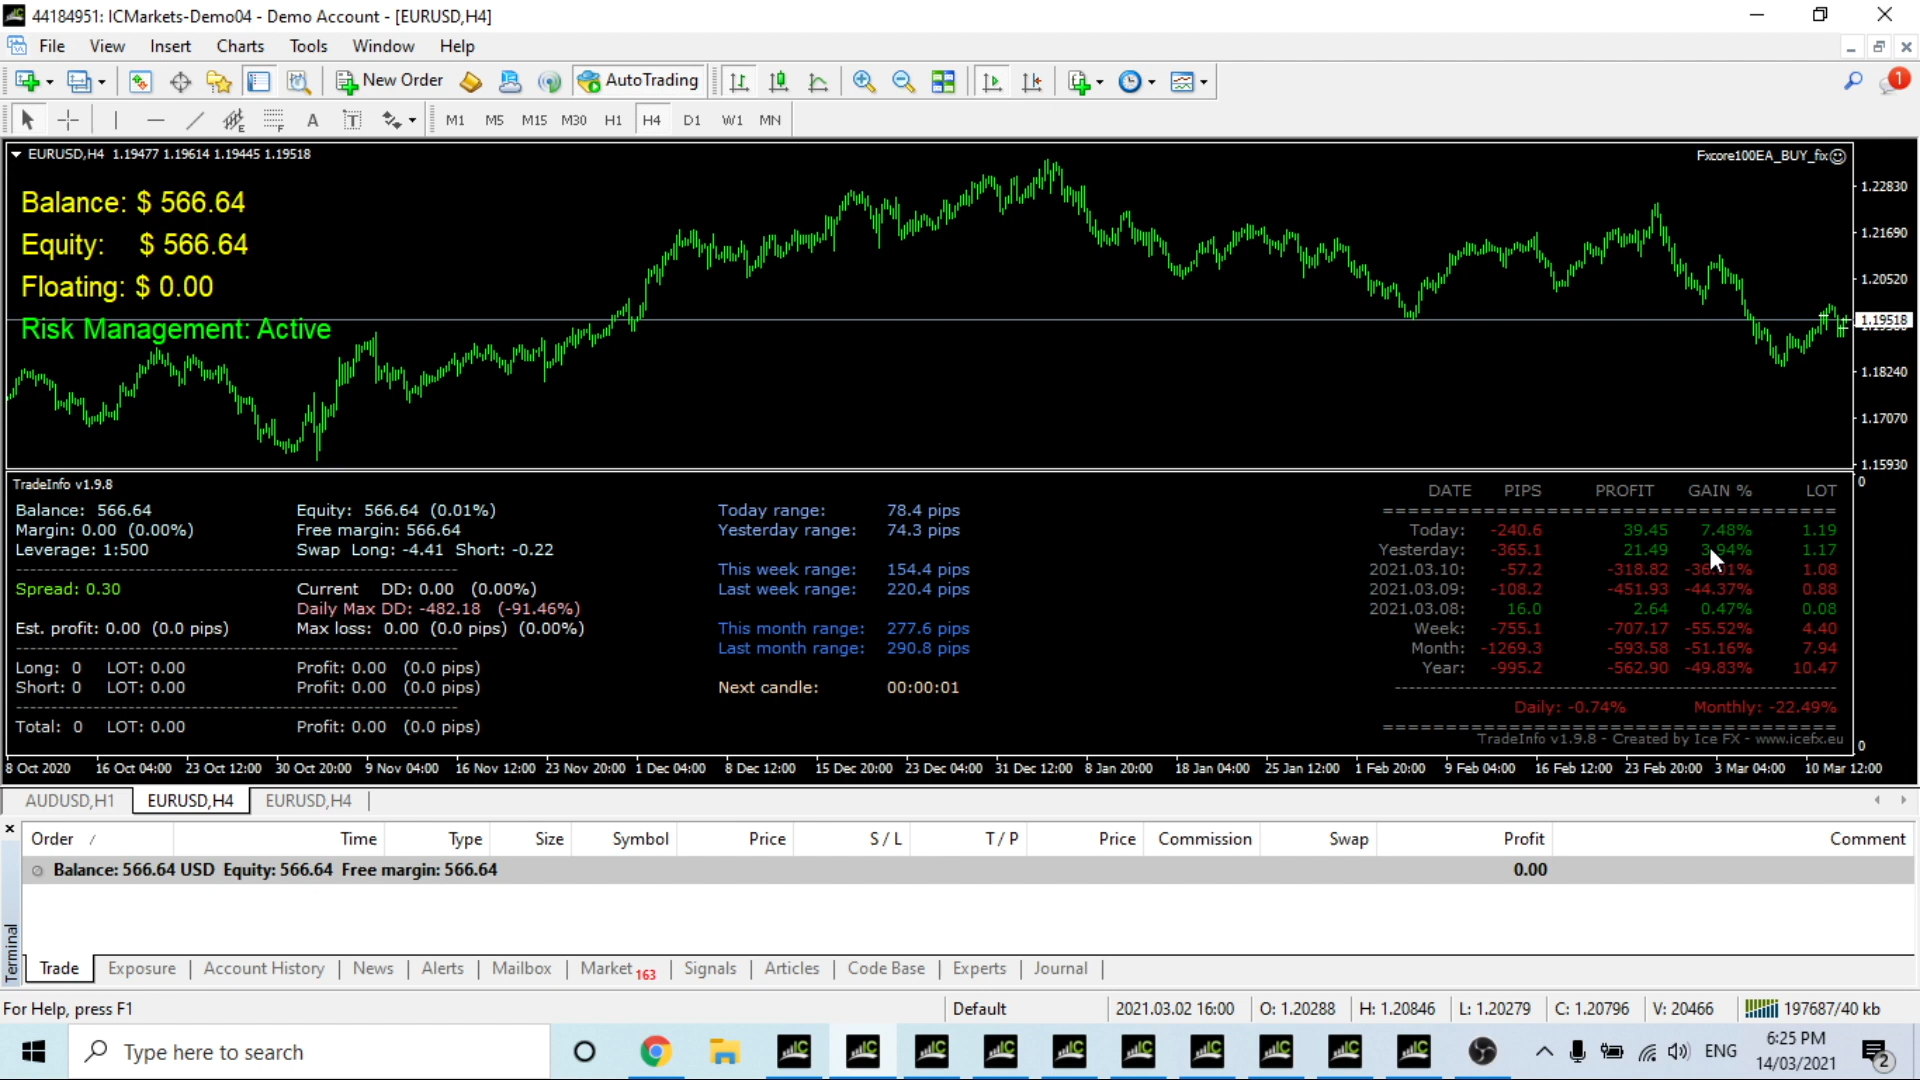 44184951: ICMarkets-Demo04 - Demo Account - [EURUSD,H4]
File View Insert Charts Tools Window Help
New Order AutoTrading 1
A T M1 M5 M15 M30 H1 H4 D1 W1 MN
EURUSD,H4 1.19477 1.19614 1.19445 1.19518
Fxcore100EA_BUY_fix
Balance: $ 566.64
Equity: $ 566.64
Floating: $ 0.00
Risk Management: Active
1.22830
1.21690
1.20520
1.19518
1.18240
1.17070
1.15930
TradeInfo v1.9.8
Balance: 566.64 Equity: 566.64 (0.01%)
Margin: 0.00 (0.00%) Free margin: 566.64
Leverage: 1:500 Swap Long: -4.41 Short: -0.22
Spread: 0.30 Current DD: 0.00 (0.00%)
Daily Max DD: -482.18 (-91.46%)
Est. profit: 0.00 (0.0 pips) Max loss: 0.00 (0.0 pips) (0.00%)
Long: 0 LOT: 0.00 Profit: 0.00 (0.0 pips)
Short: 0 LOT: 0.00 Profit: 0.00 (0.0 pips)
Total: 0 LOT: 0.00 Profit: 0.00 (0.0 pips)
Today range: 78.4 pips
Yesterday range: 74.3 pips
This week range: 154.4 pips
Last week range: 220.4 pips
This month range: 277.6 pips
Last month range: 290.8 pips
Next candle: 00:00:01
DATE PIPS PROFIT GAIN % LOT
Today: -240.6 39.45 7.48% 1.19
Yesterday: -365.1 21.49 3.94% 1.17
2021.03.10: -57.2 -318.82 1.08
2021.03.09: -108.2 -451.93 -44.37% 0.88
2021.03.08: 16.0 2.64 0.47% 0.08
Week: -755.1 -707.17 -55.52% 4.40
Month: -1269.3 -593.58 -51.16% 7.94
Year: -995.2 -562.90 -49.83% 10.47
Daily: -0.74% Monthly: -22.49%
TradeInfo v1.9.8 - Created by Ice FX - www.icefx.eu
0
0
8 Oct 2020 16 Oct 04:00 23 Oct 12:00 30 Oct 20:00 9 Nov 04:00 16 Nov 12:00 23 Nov 20:00 1 Dec 04:00 8 Dec 12:00 15 Dec 20:00 23 Dec 04:00 31 Dec 12:00 8 Jan 20:00 18 Jan 04:00 25 Jan 12:00 1 Feb 20:00 9 Feb 04:00 16 Feb 12:00 23 Feb 20:00 3 Mar 04:00 10 Mar 12:00
AUDUSD,H1 EURUSD,H4 EURUSD,H4
Order / Time Type Size Symbol Price S / L T / P Price Commission Swap Profit Comment
Balance: 566.64 USD Equity: 566.64 Free margin: 566.64 0.00
Terminal
Trade Exposure Account History News Alerts Mailbox Market 163 Signals Articles Code Base Experts Journal
For Help, press F1 Default 2021.03.02 16:00 O: 1.20288 H: 1.20846 L: 1.20279 C: 1.20796 V: 20466 197687/40 kb
Type here to search ENG 6:25 PM
14/03/2021 2